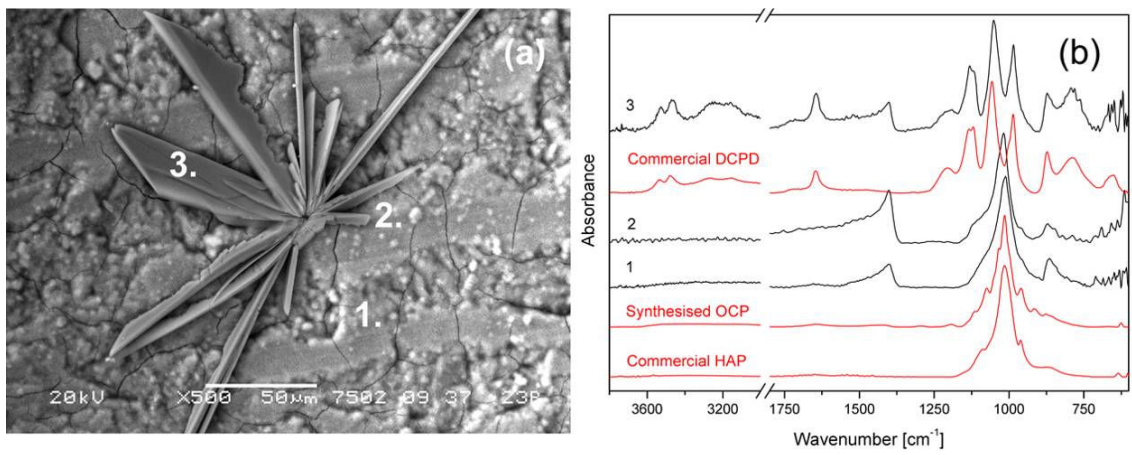 (a)
3.
2.
1.
20kV X500 50µm 7502 09 37 23P
(b)
3
Commercial DCPD
2
1
Synthesised OCP
Commercial HAP
Absorbance
3600 3200 1750 1500 1250 1000 750
Wavenumber [cm⁻¹]